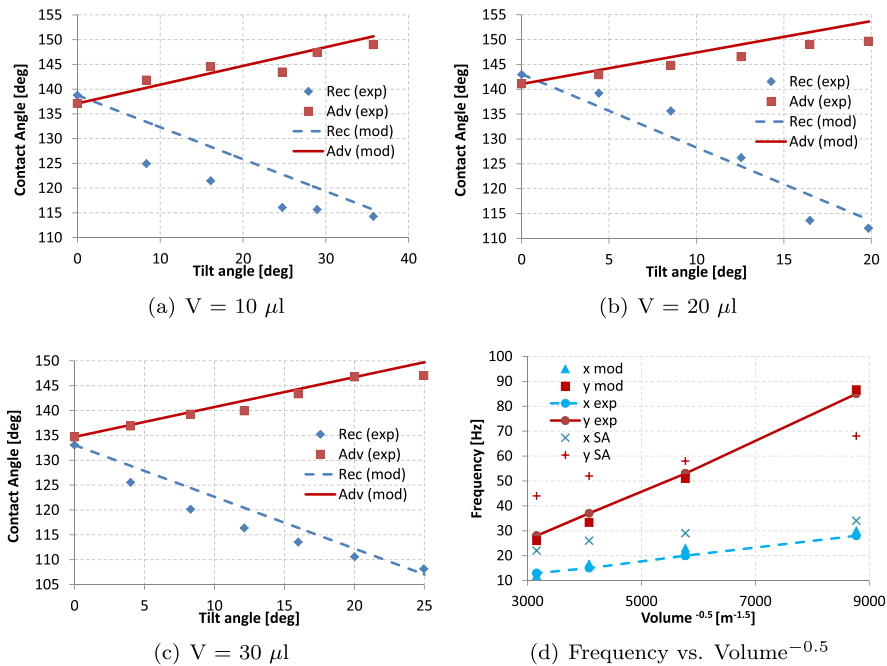 155
150
145
140
135
130
125
120
115
110
Contact Angle [deg]
Rec (exp)
Adv (exp)
Rec (mod)
Adv (mod)
0
10
20
30
40
Tilt angle [deg]
(a) V = 10 μl
155
150
145
140
135
130
125
120
115
110
Contact Angle [deg]
Rec (exp)
Adv (exp)
Rec (mod)
Adv (mod)
0
5
10
15
20
Tilt angle [deg]
(b) V = 20 μl
150
145
140
135
130
125
120
115
110
105
Contact Angle [deg]
Rec (exp)
Adv (exp)
Rec (mod)
Adv (mod)
0
5
10
15
20
25
Tilt angle [deg]
(c) V = 30 μl
100
90
80
70
60
50
40
30
20
10
Frequency [Hz]
x mod
y mod
x exp
y exp
x SA
y SA
3000
5000
7000
9000
Volume -0.5 [m-1.5]
(d) Frequency vs. Volume−0.5